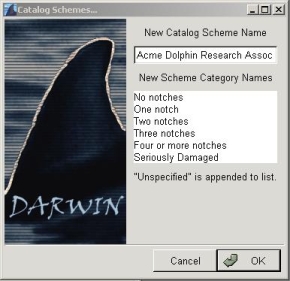 Catalog Schemes...
New Catalog Scheme Name
Acme Dolphin Research Assoc
New Scheme Category Names
No notches
One notch
Two notches
Three notches
Four or more notches
Seriously Damaged
"Unspecified" is appended to list.
DARWIN
Cancel
OK